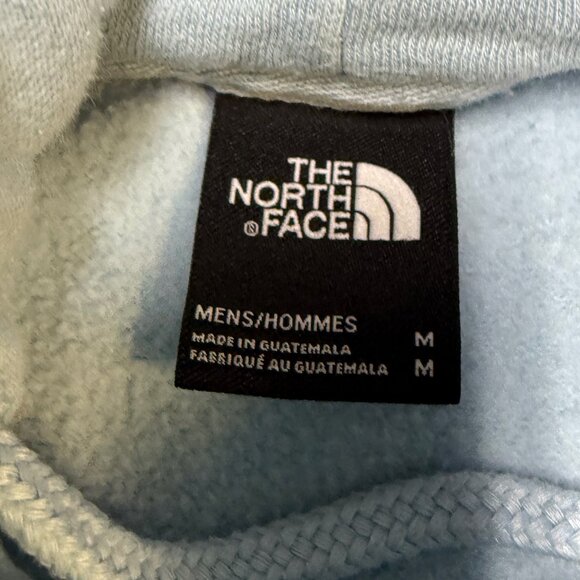 THE
NORTH
FACE
MENS/HOMMES
MADE IN GUATEMALA M
FABRIQUÉ AU GUATEMALA M